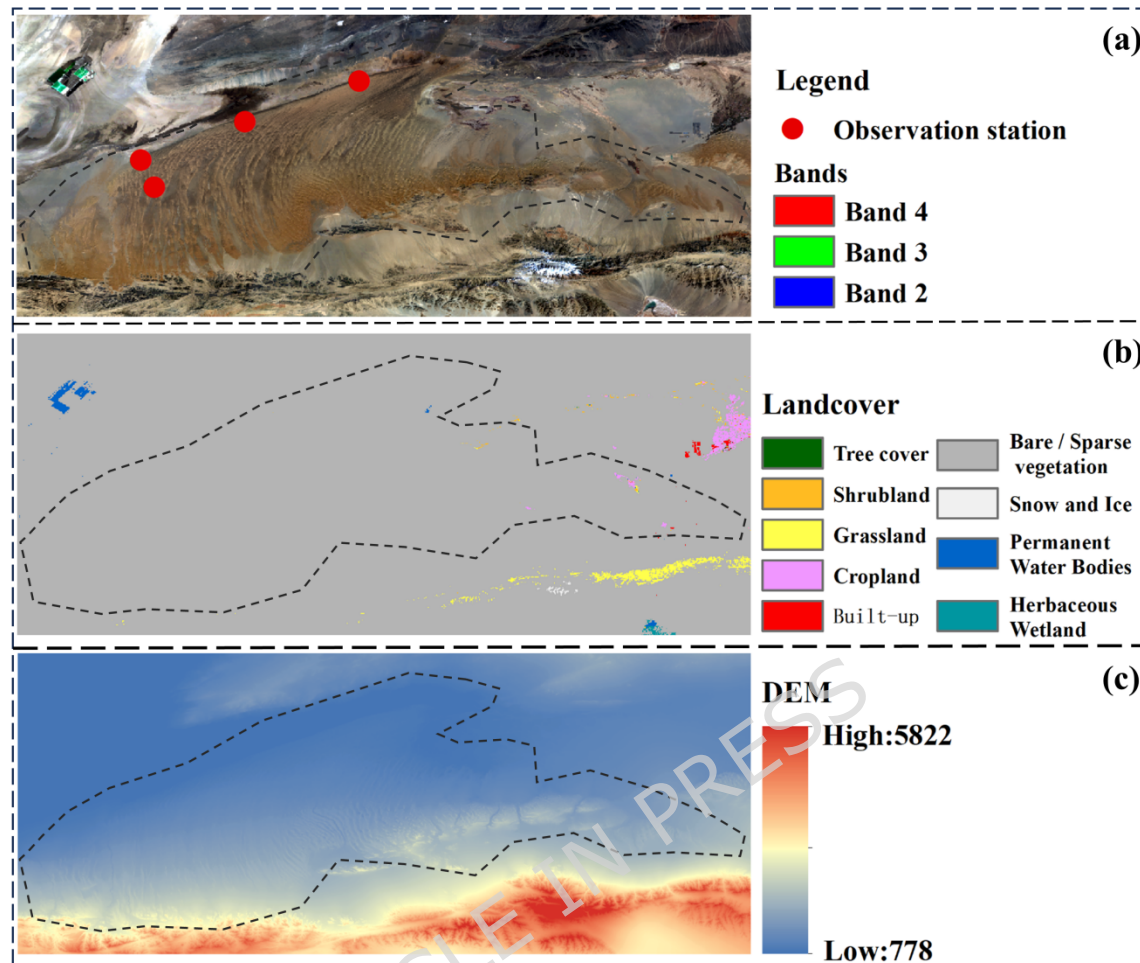 (a)
Legend
Observation station
Bands
Band 4
Band 3
Band 2
(b)
Landcover
Tree cover
Shrubland
Grassland
Cropland
Built-up
Bare / Sparse
vegetation
Snow and Ice
Permanent
Water Bodies
Herbaceous
Wetland
(c)
DEM
High:5822
Low:778
CLE IN PRESS